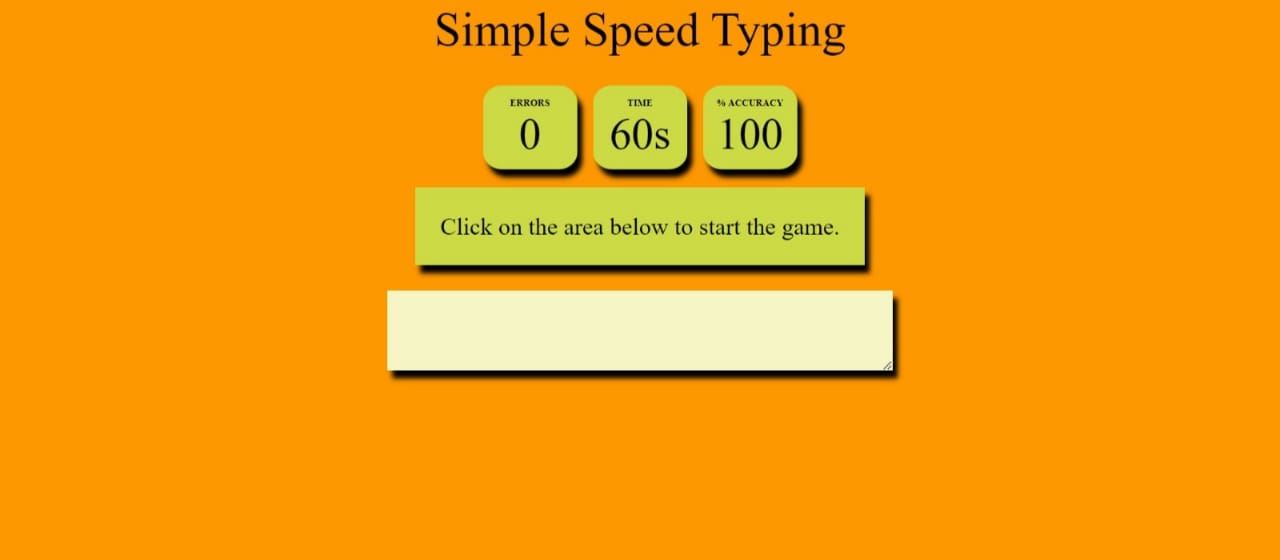 Simple Speed Typing
ERRORS TIME % ACCURACY
0 60s 100
Click on the area below to start the game.